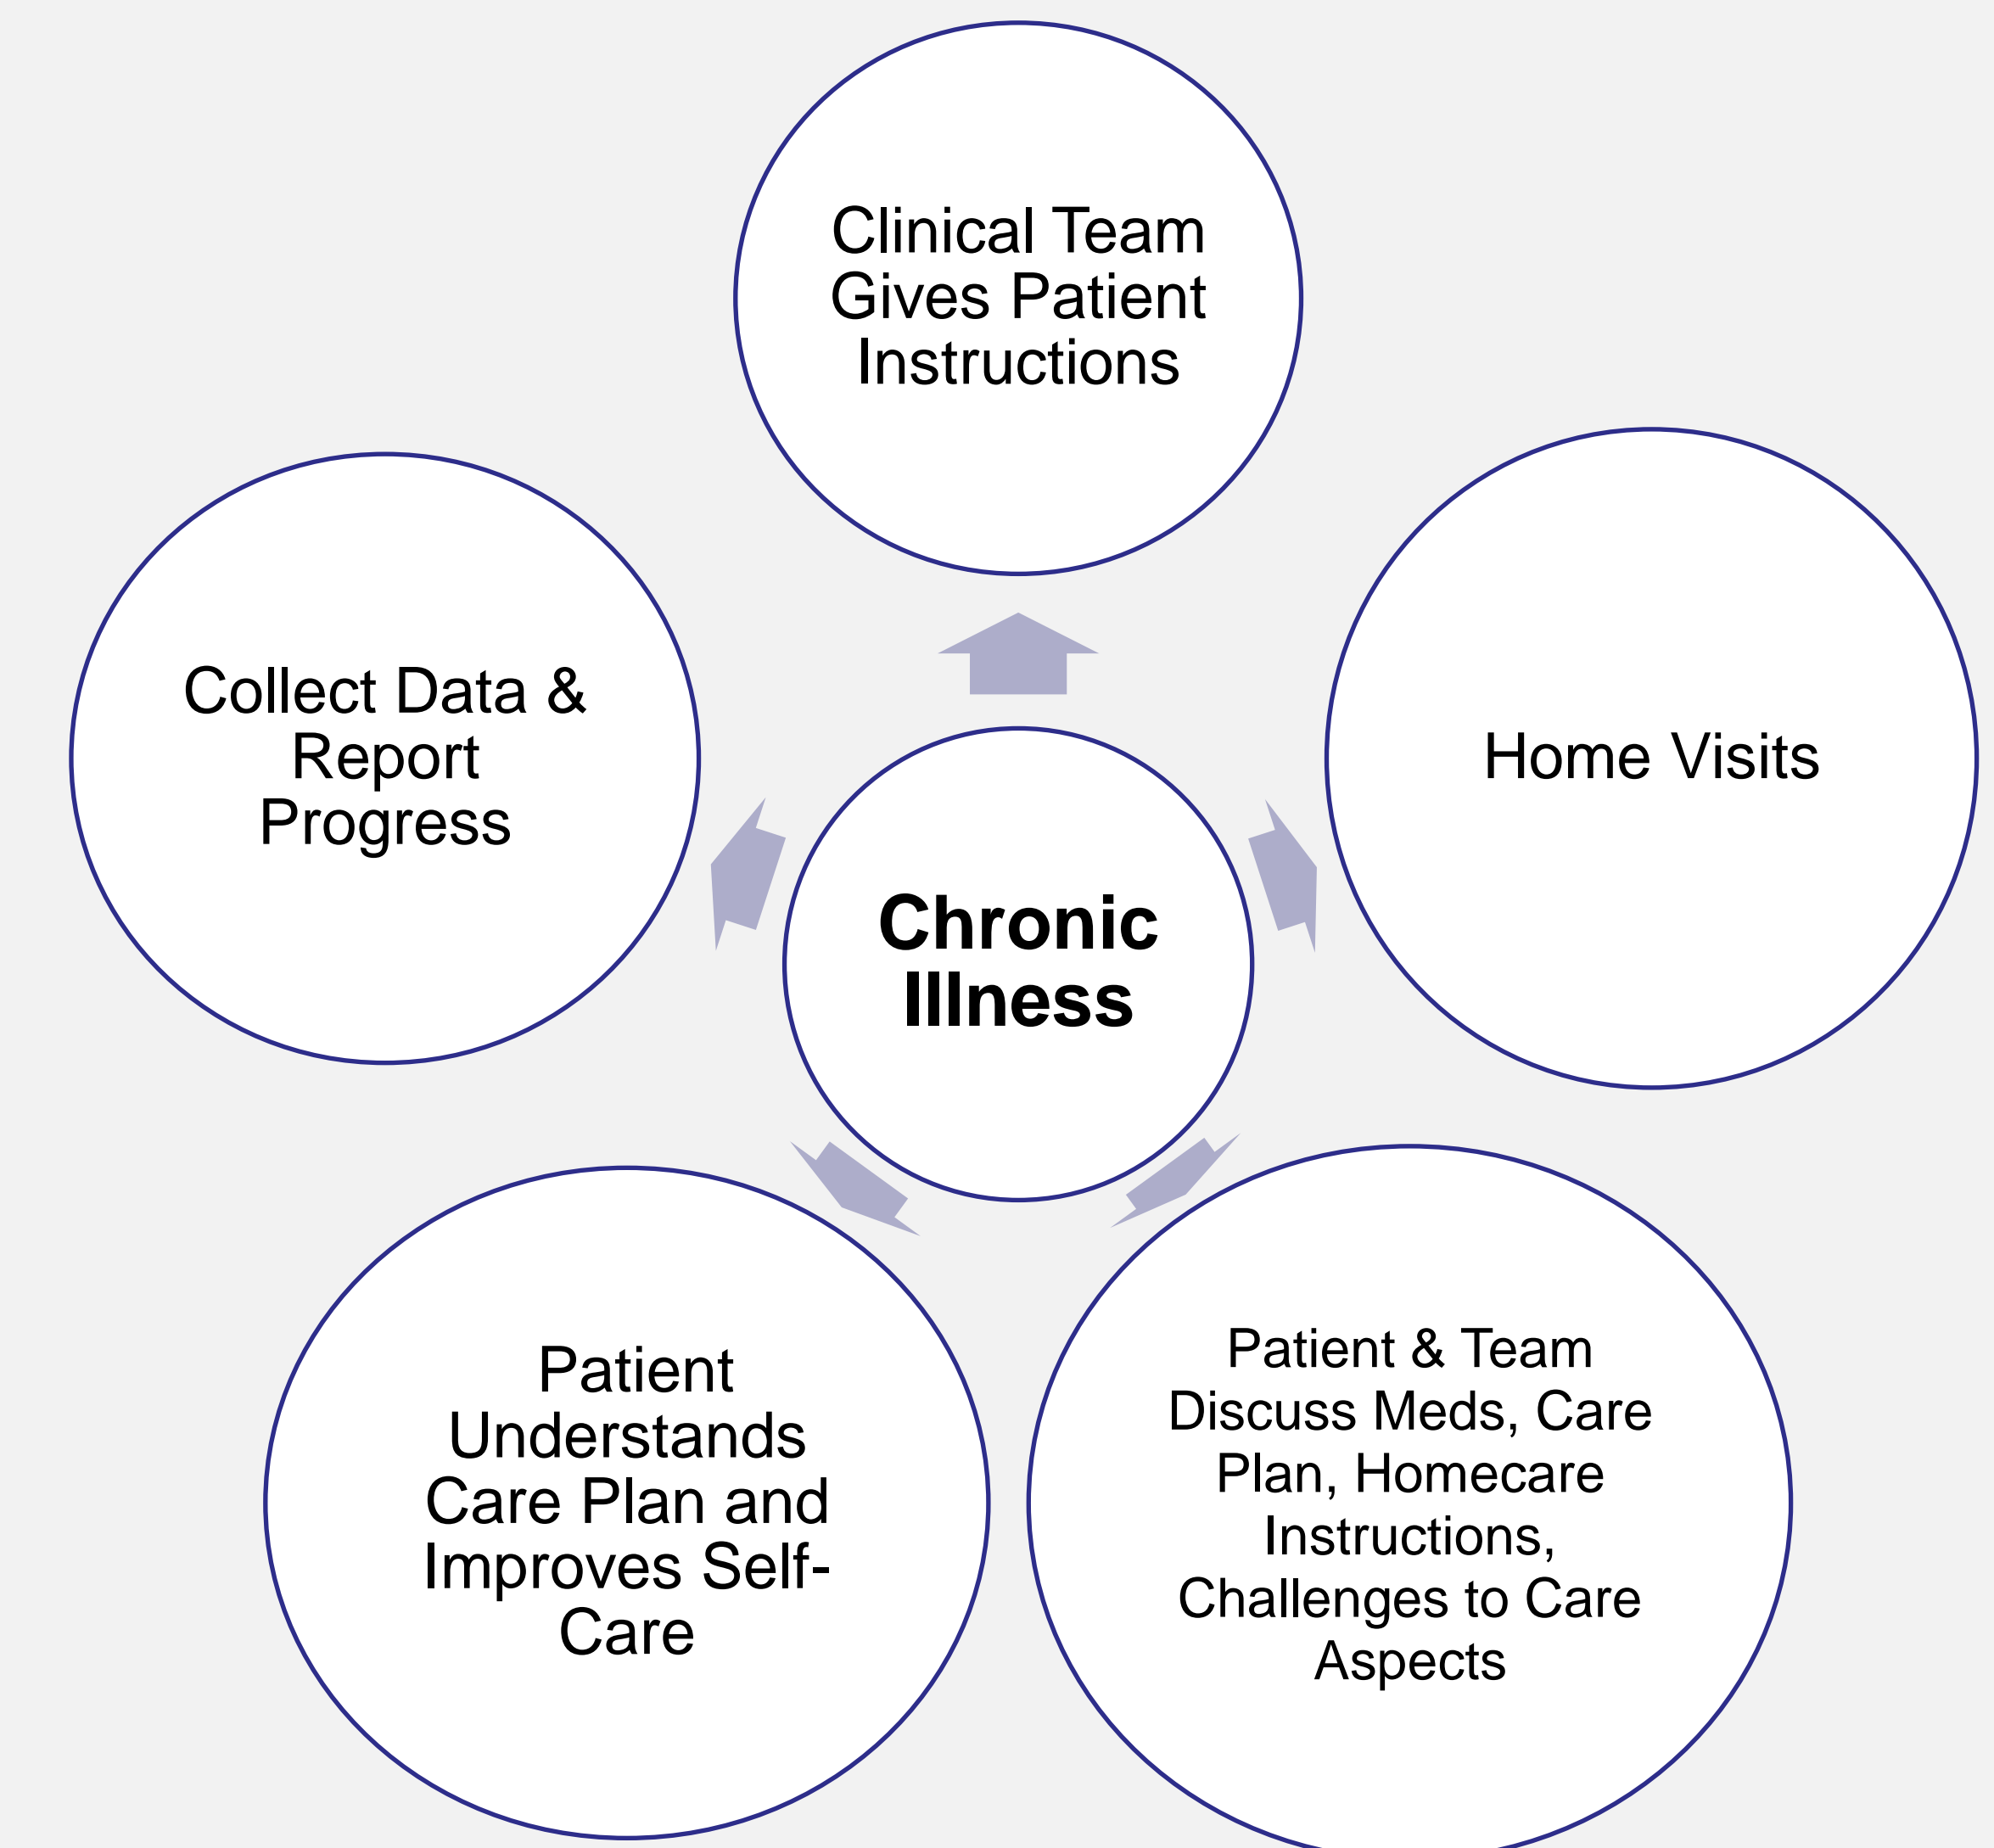 Clinical Team
Gives Patient
Instructions
Home Visits
Collect Data &
Report
Progress
Chronic
Illness
Patient & Team
Discuss Meds, Care
Plan, Homecare
Instructions,
Challenges to Care
Aspects
Patient
Understands
Care Plan and
Improves Self-
Care